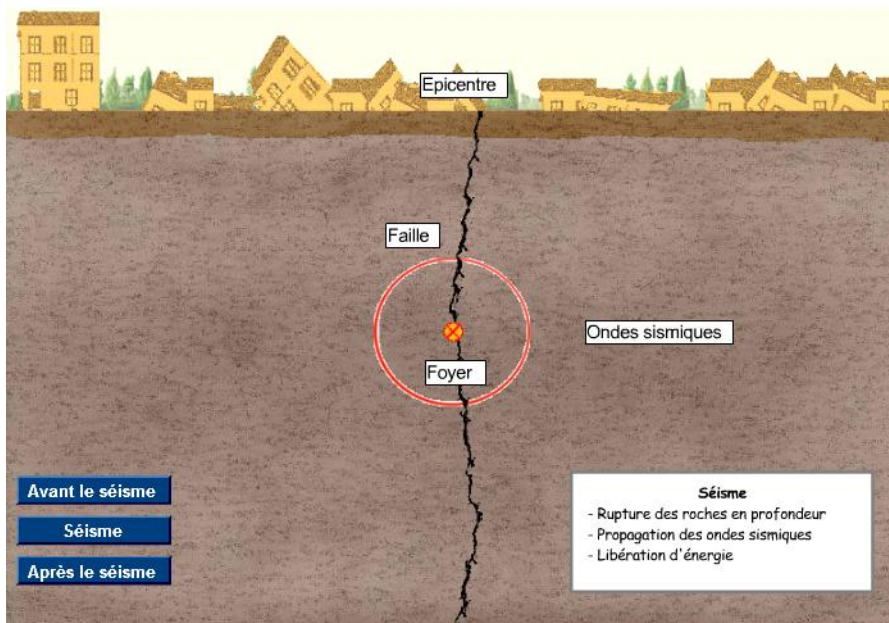 Epicentre
Faille
Ondes sismiques
Foyer
Avant le séisme
Séisme
Après le séisme
Séisme
- Rupture des roches en profondeur
- Propagation des ondes sismiques
- Libération d'énergie